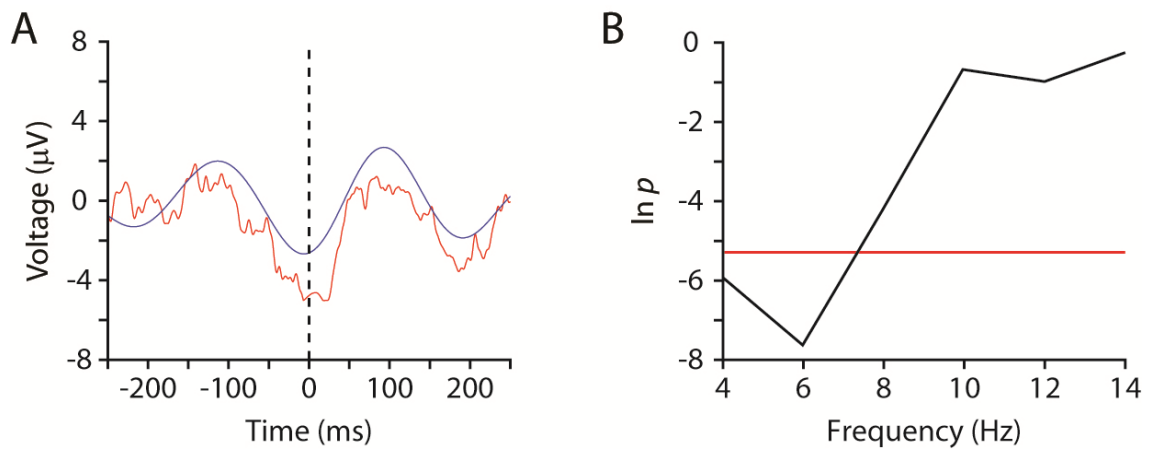 A
8
4
0
-4
-8
Voltage (μV)
-200 -100 0 100 200
Time (ms)
B
0
-2
-4
-6
-8
ln p
4 6 8 10 12 14
Frequency (Hz)